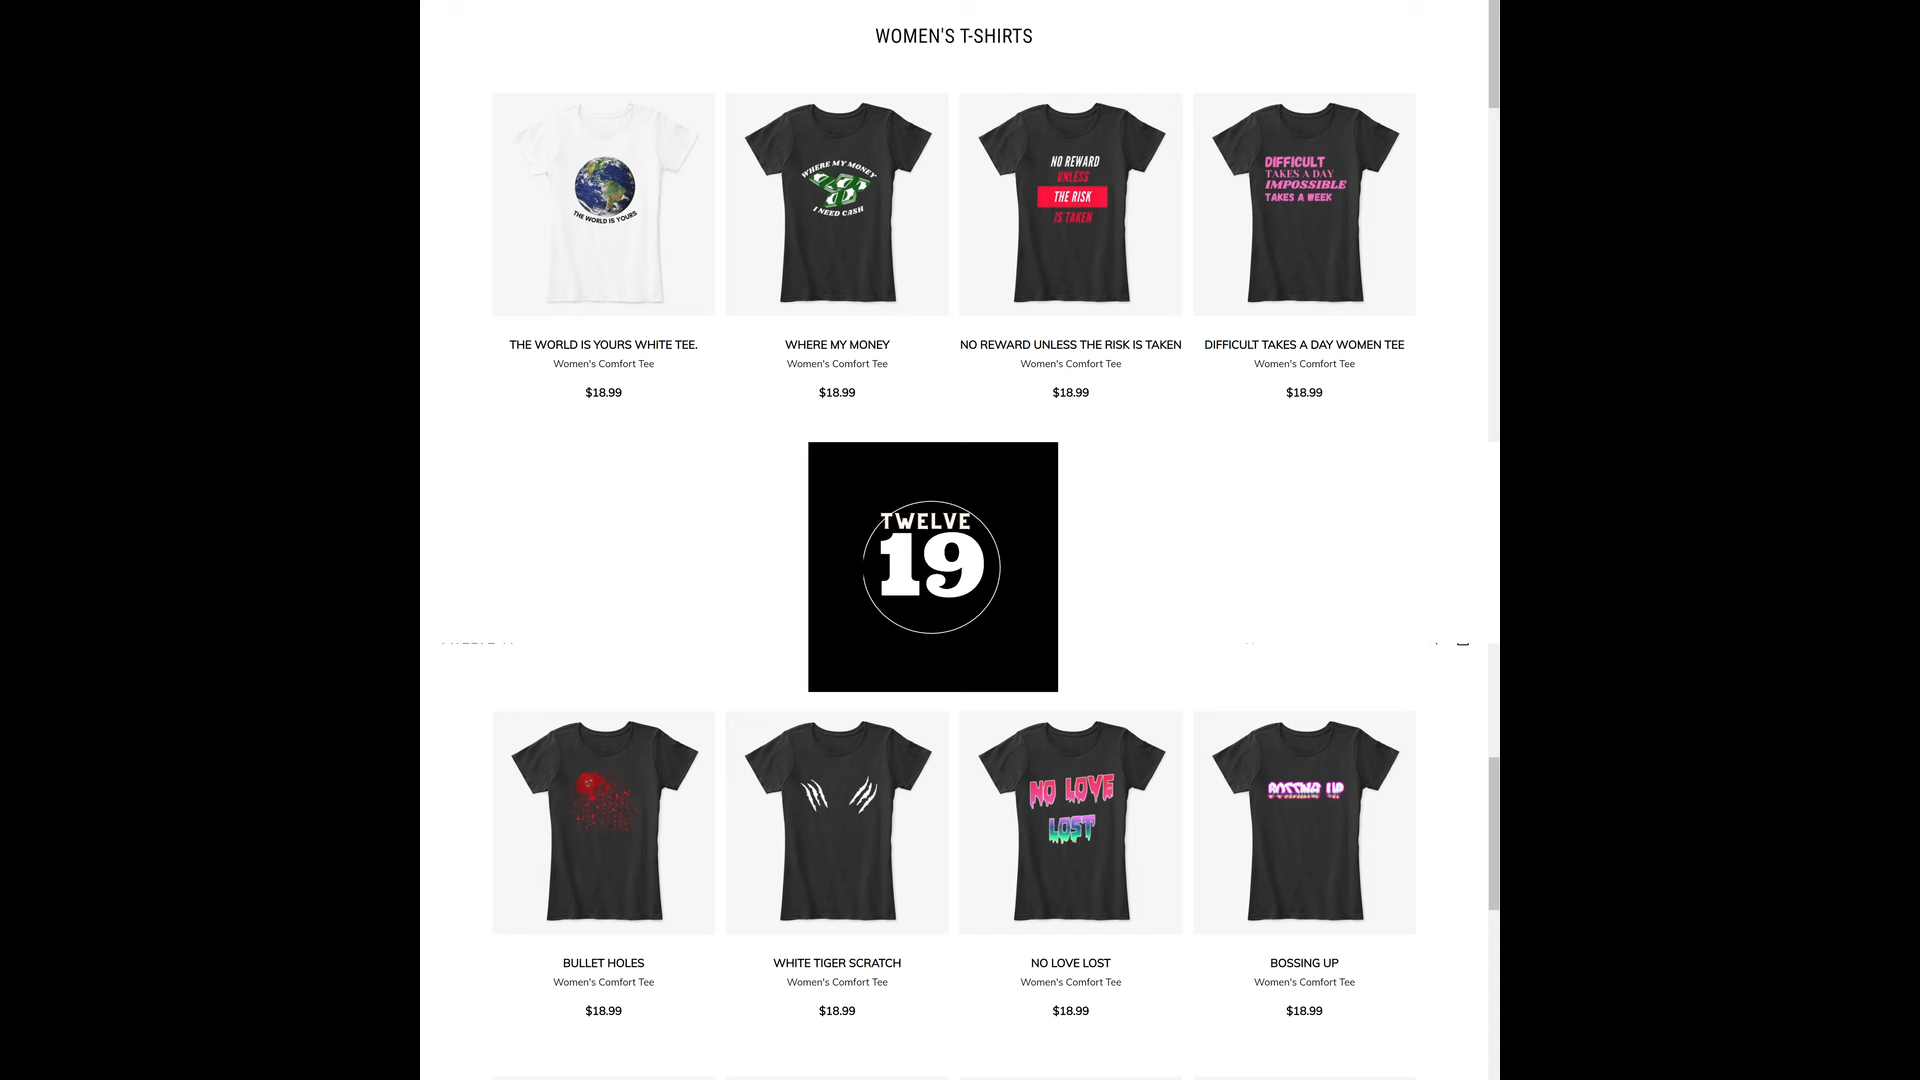 WOMEN'S T-SHIRTS
THE WORLD IS YOURS
WHERE MY MONEY
I NEED CASH
NO REWARD
UNLESS
THE RISK
IS TAKEN
DIFFICULT
TAKES A DAY
IMPOSSIBLE
TAKES A WEEK
THE WORLD IS YOURS WHITE TEE.
Women's Comfort Tee
$18.99
WHERE MY MONEY
Women's Comfort Tee
$18.99
NO REWARD UNLESS THE RISK IS TAKEN
Women's Comfort Tee
$18.99
DIFFICULT TAKES A DAY WOMEN TEE
Women's Comfort Tee
$18.99
TWELVE
19
NO LOVE
LOST
BOSSING UP
BULLET HOLES
Women's Comfort Tee
$18.99
WHITE TIGER SCRATCH
Women's Comfort Tee
$18.99
NO LOVE LOST
Women's Comfort Tee
$18.99
BOSSING UP
Women's Comfort Tee
$18.99